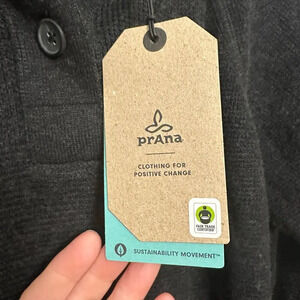 prAna
CLOTHING FOR
POSITIVE CHANGE
FAIR TRADE
CERTIFIED
SUSTAINABILITY MOVEMENT™